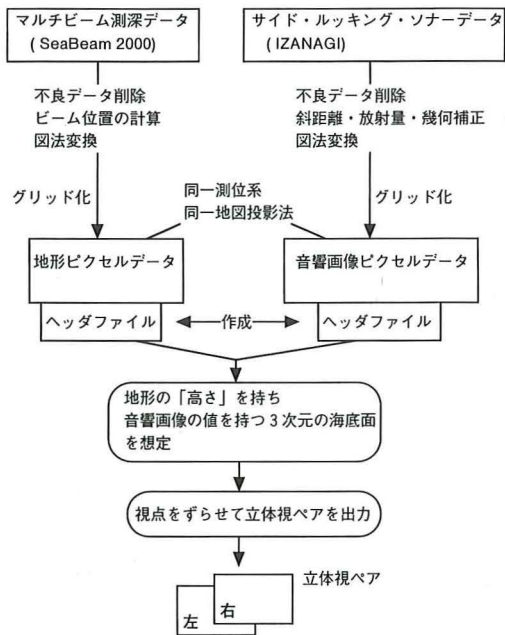 マルチビーム測深データ
( SeaBeam 2000)
サイド・ルッキング・ソナーデータ
( IZANAGI)
不良データ削除
ビーム位置の計算
図法変換
不良データ削除
斜距離・放射量・幾何補正
図法変換
グリッド化
同一測位系
同一地図投影法
グリッド化
地形ピクセルデータ
音響画像ピクセルデータ
ヘッダファイル
作成
ヘッダファイル
地形の「高さ」を持ち
音響画像の値を持つ3次元の海底面
を想定
視点をずらせて立体視ペアを出力
立体視ペア
左
右